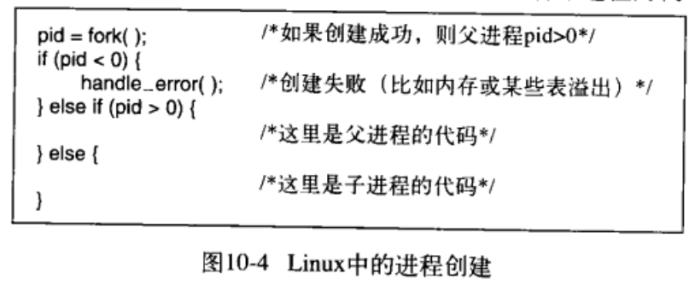 pid = fork( ); /*如果创建成功，则父进程pid>0*/
if (pid < 0) {
handle_error( ); /*创建失败（比如内存或某些表溢出）*/
} else if (pid > 0) {
/*这里是父进程的代码*/
} else {
/*这里是子进程的代码*/
}
图10-4 Linux中的进程创建